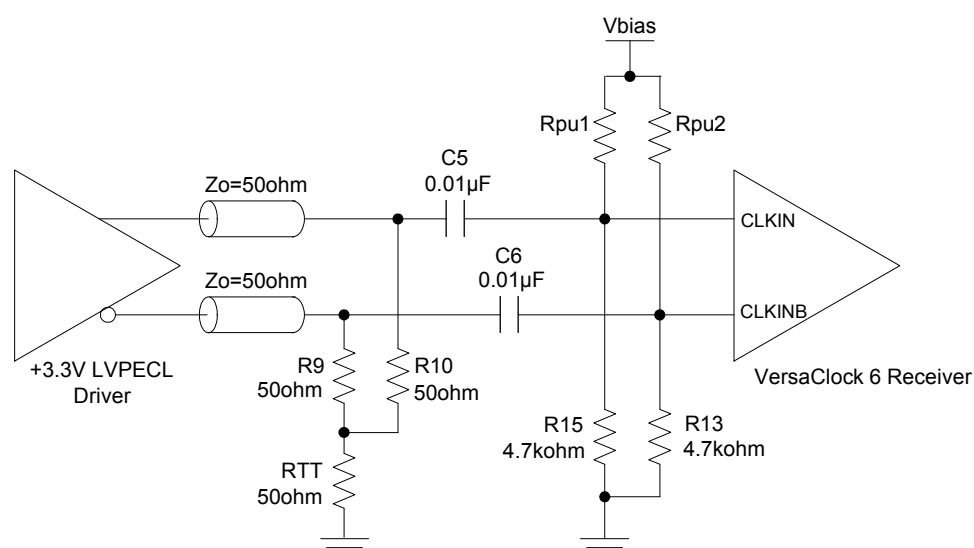 Vbias
Rpu1
Rpu2
C5
0.01µF
Zo=50ohm
CLKIN
C6
0.01µF
Zo=50ohm
CLKINB
+3.3V LVPECL
Driver
R9
50ohm
R10
50ohm
VersaClock 6 Receiver
R15
4.7kohm
R13
4.7kohm
RTT
50ohm